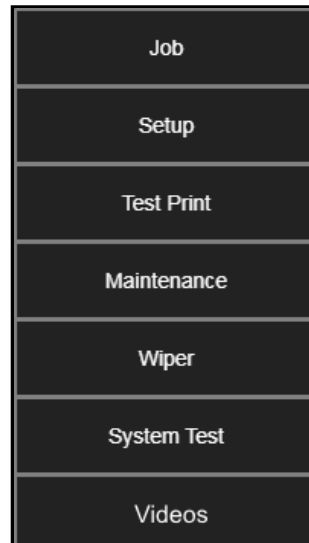 Job
Setup
Test Print
Maintenance
Wiper
System Test
Videos